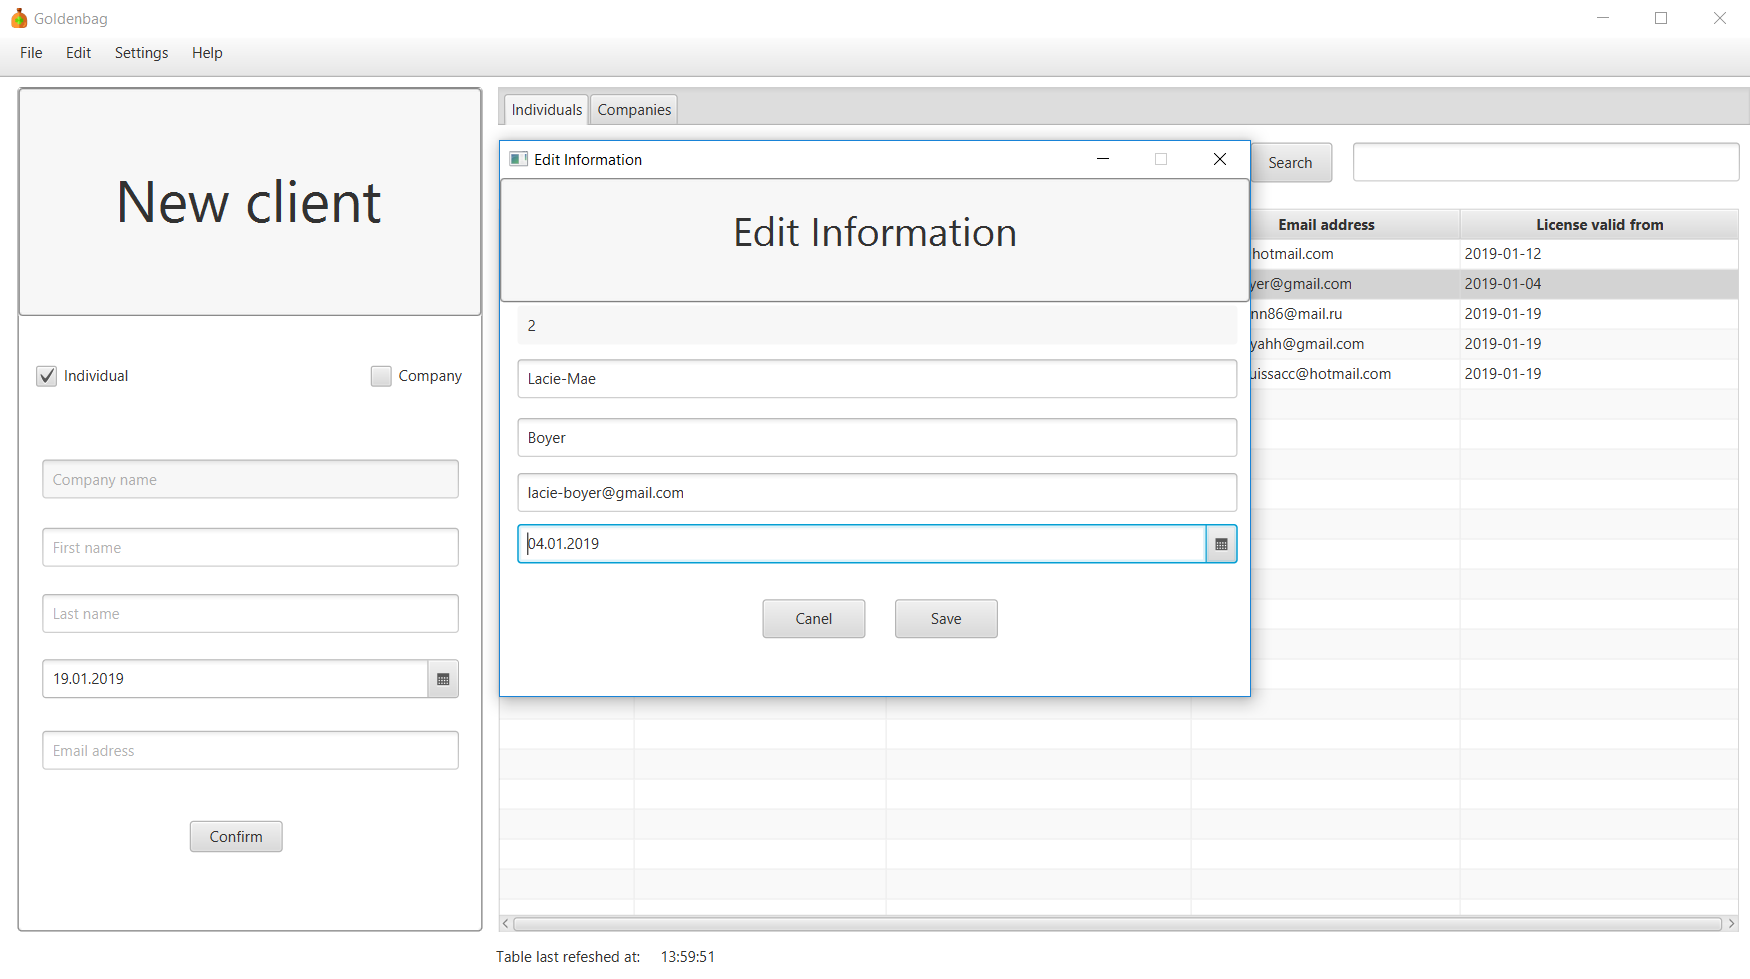 Goldenbag
File Edit Settings Help
New client
Individual Company
Company name
First name
Last name
19.01.2019
Email adress
Confirm
Individuals Companies
Search
Email address License valid from
hotmail.com 2019-01-12
yer@gmail.com 2019-01-04
nn86@mail.ru 2019-01-19
yahh@gmail.com 2019-01-19
uissacc@hotmail.com 2019-01-19
Edit Information
Edit Information
2
Lacie-Mae
Boyer
lacie-boyer@gmail.com
04.01.2019
Canel Save
Table last refeshed at: 13:59:51